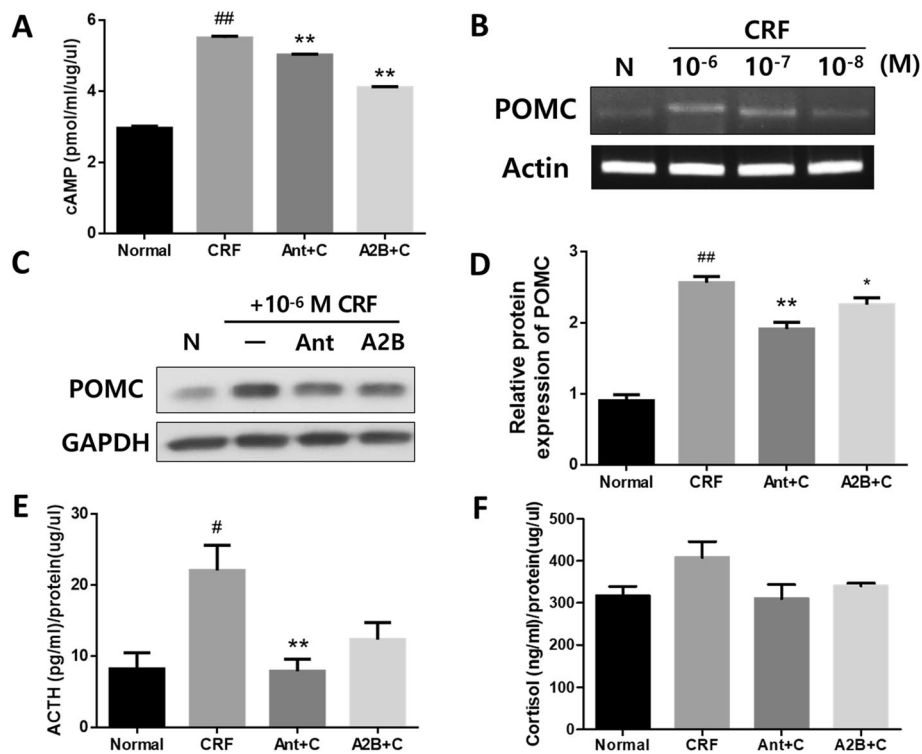 A
cAMP (pmol/ml/ug/ul)
8
6
4
2
0
##
**
**
Normal CRF Ant+C A2B+C
B
CRF
N 10⁻⁶ 10⁻⁷ 10⁻⁸ (M)
POMC
Actin
C
+10⁻⁶ M CRF
N — Ant A2B
POMC
GAPDH
D
Relative protein
expression of POMC
3
2
1
0
##
**
*
Normal CRF Ant+C A2B+C
E
ACTH (pg/ml)/protein(ug/ul)
30
20
10
0
#
**
Normal CRF Ant+C A2B+C
F
Cortisol (ng/ml)/protein(ug/ul)
500
400
300
200
100
0
Normal CRF Ant+C A2B+C